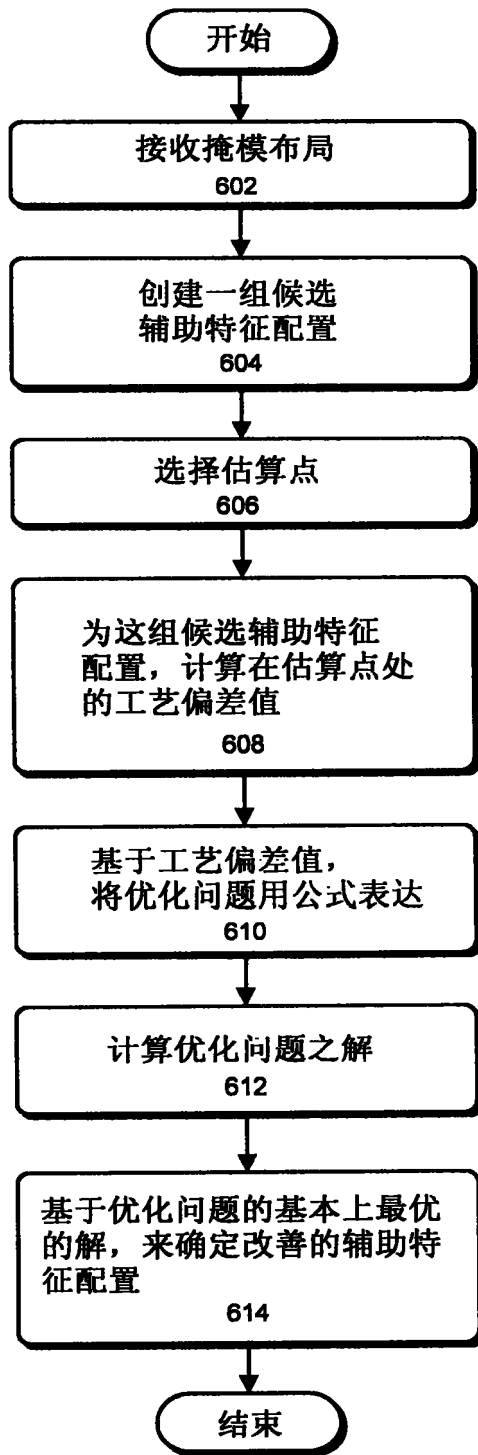 开始
接收掩模布局
602
创建一组候选
辅助特征配置
604
选择估算点
606
为这组候选辅助特征
配置，计算在估算点处
的工艺偏差值
608
基于工艺偏差值，
将优化问题用公式表达
610
计算优化问题之解
612
基于优化问题的基本上最优
的解，来确定改善的辅助特
征配置
614
结束